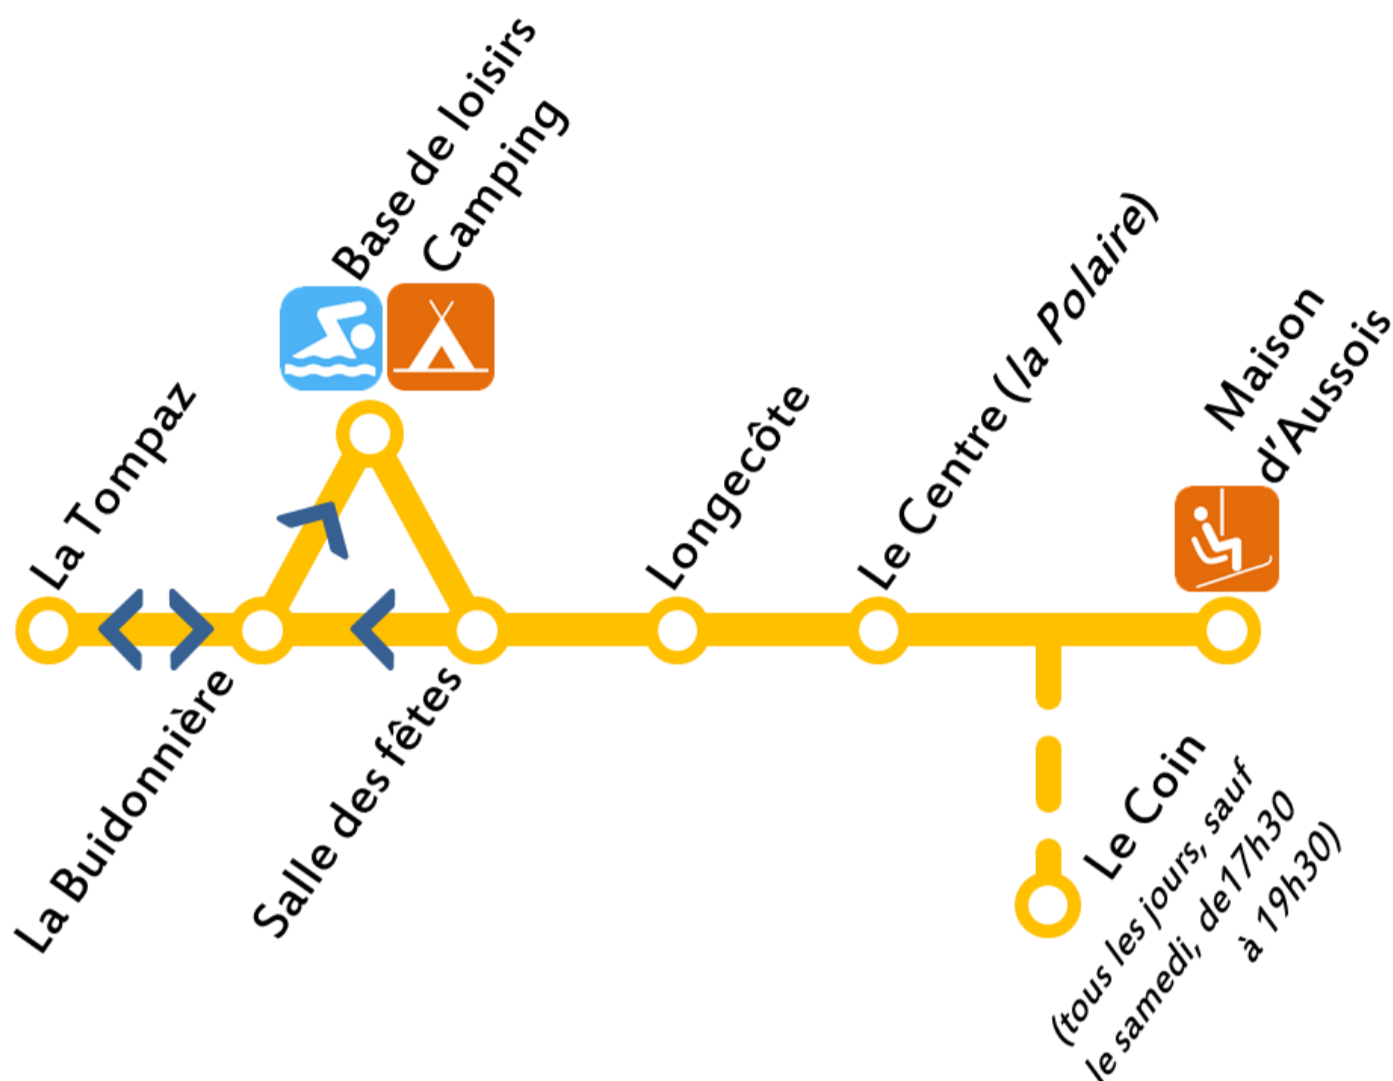 La Tompaz
Base de loisirs
Camping
La Buidonnière
Salle des fêtes
Longecôte
Le Centre (la Polaire)
Maison
d'Aussois
Le Coin
(tous les jours, sauf
le samedi, de17h30
à 19h30)